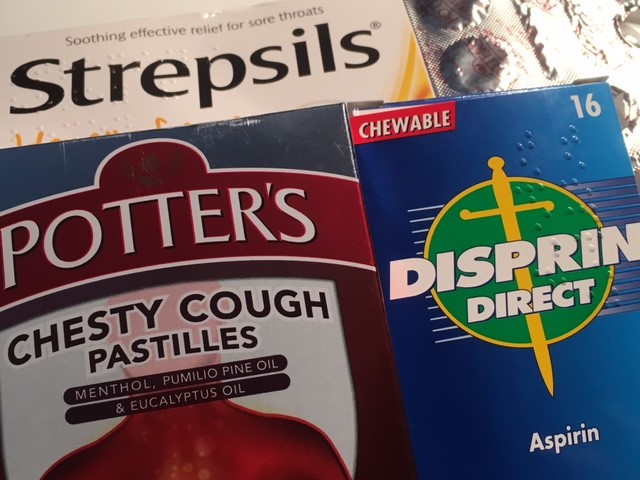 Soothing effective relief for sore throats
Strepsils®
POTTER'S
CHESTY COUGH
PASTILLES
MENTHOL, PUMILIO PINE OIL
& EUCALYPTUS OIL
CHEWABLE
16
DISPRIN
DIRECT
Aspirin